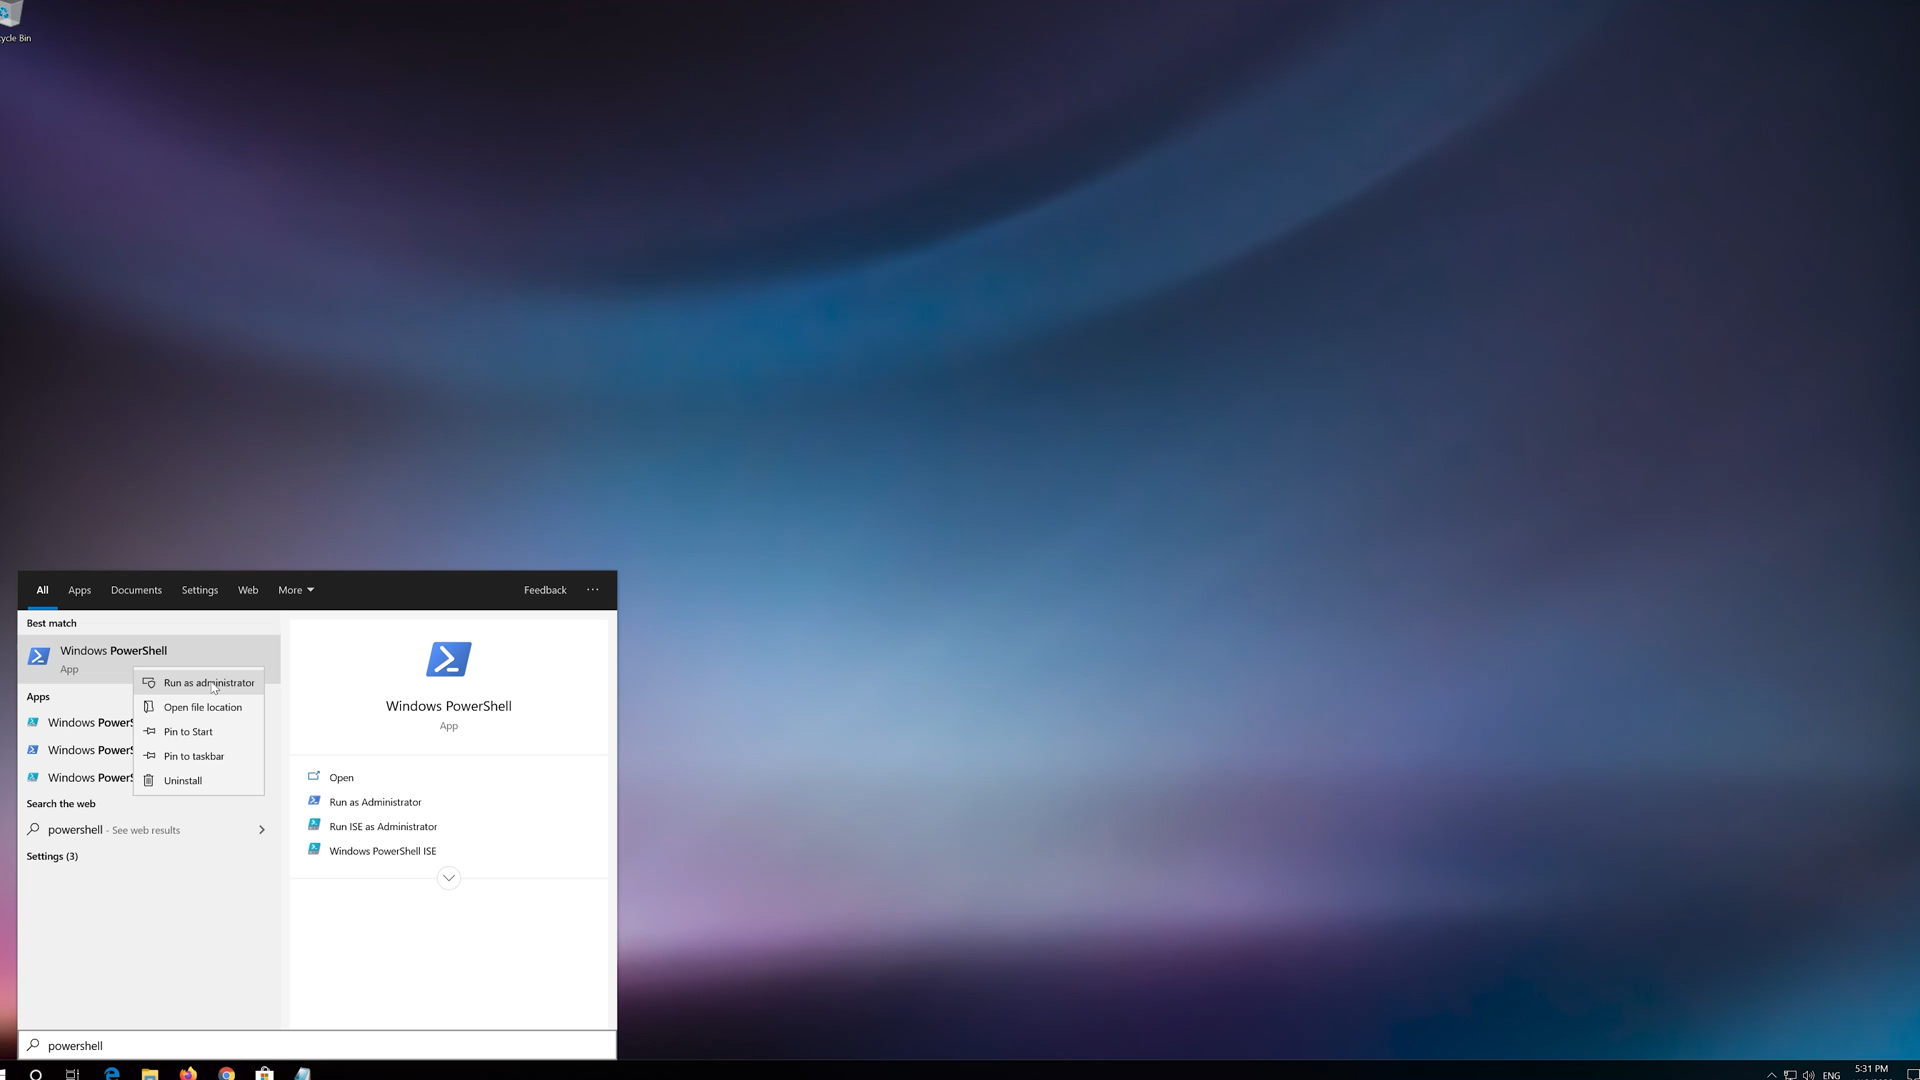 cycle Bin
All Apps Documents Settings Web More Feedback ...
Best match
Windows PowerShell
App
Run as administrator
Open file location
Pin to Start
Pin to taskbar
Uninstall
Apps
Windows PowerS
Windows PowerS
Windows PowerS
Search the web
powershell - See web results
Settings (3)
Windows PowerShell
App
Open
Run as Administrator
Run ISE as Administrator
Windows PowerShell ISE
powershell
ENG
5:31 PM